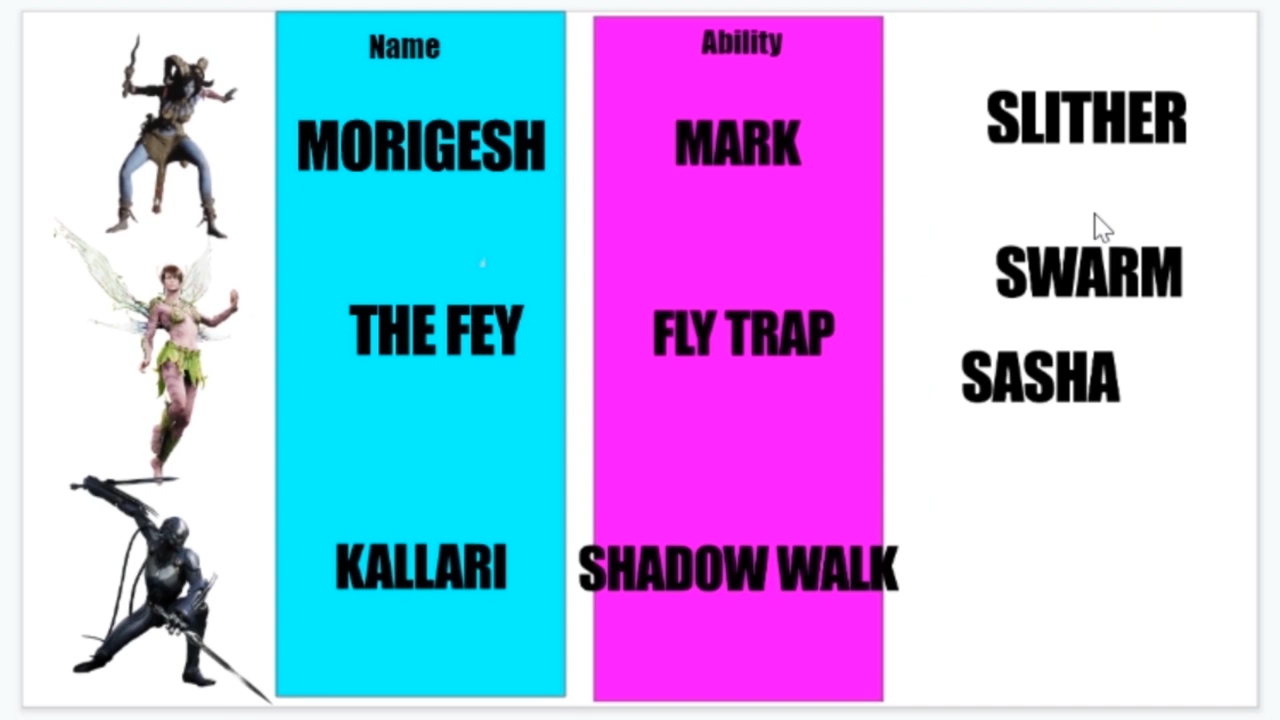 Name
Ability
MORIGESH
MARK
SLITHER
SWARM
THE FEY
FLY TRAP
SASHA
KALLARI
SHADOW WALK